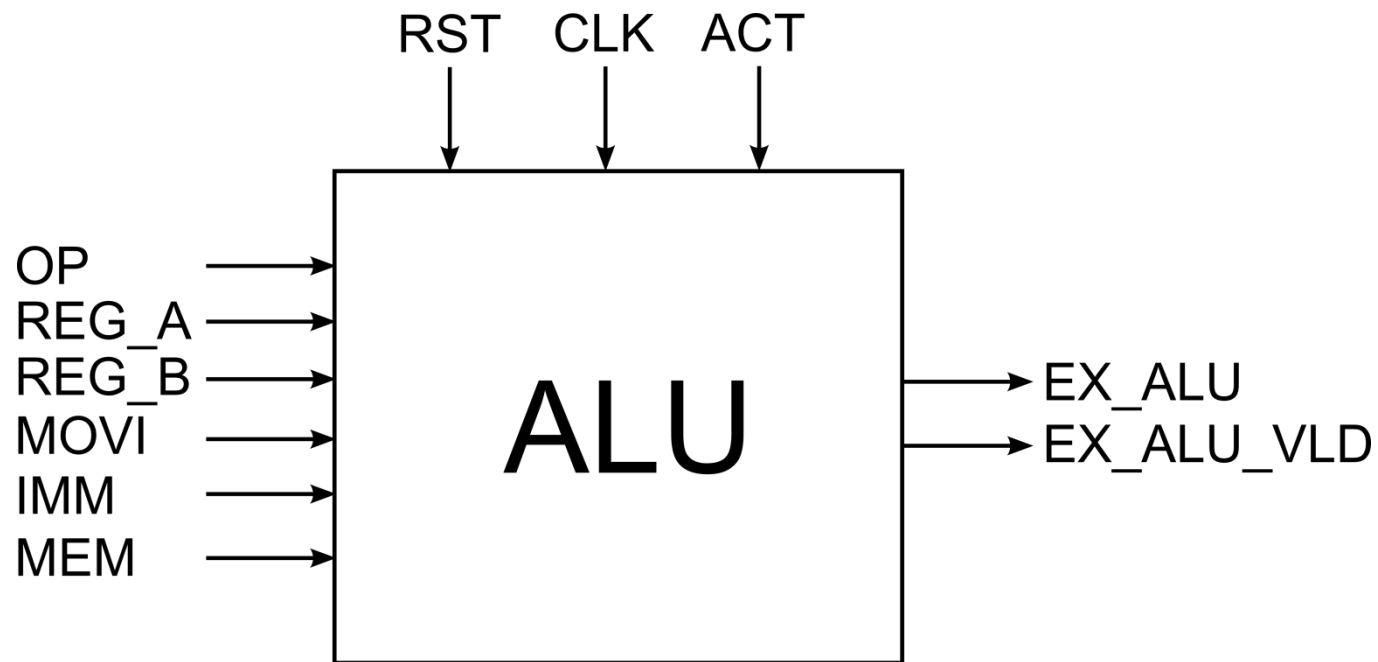 RST CLK ACT
OP
REG_A
REG_B
MOVI
IMM
MEM
ALU
EX_ALU
EX_ALU_VLD